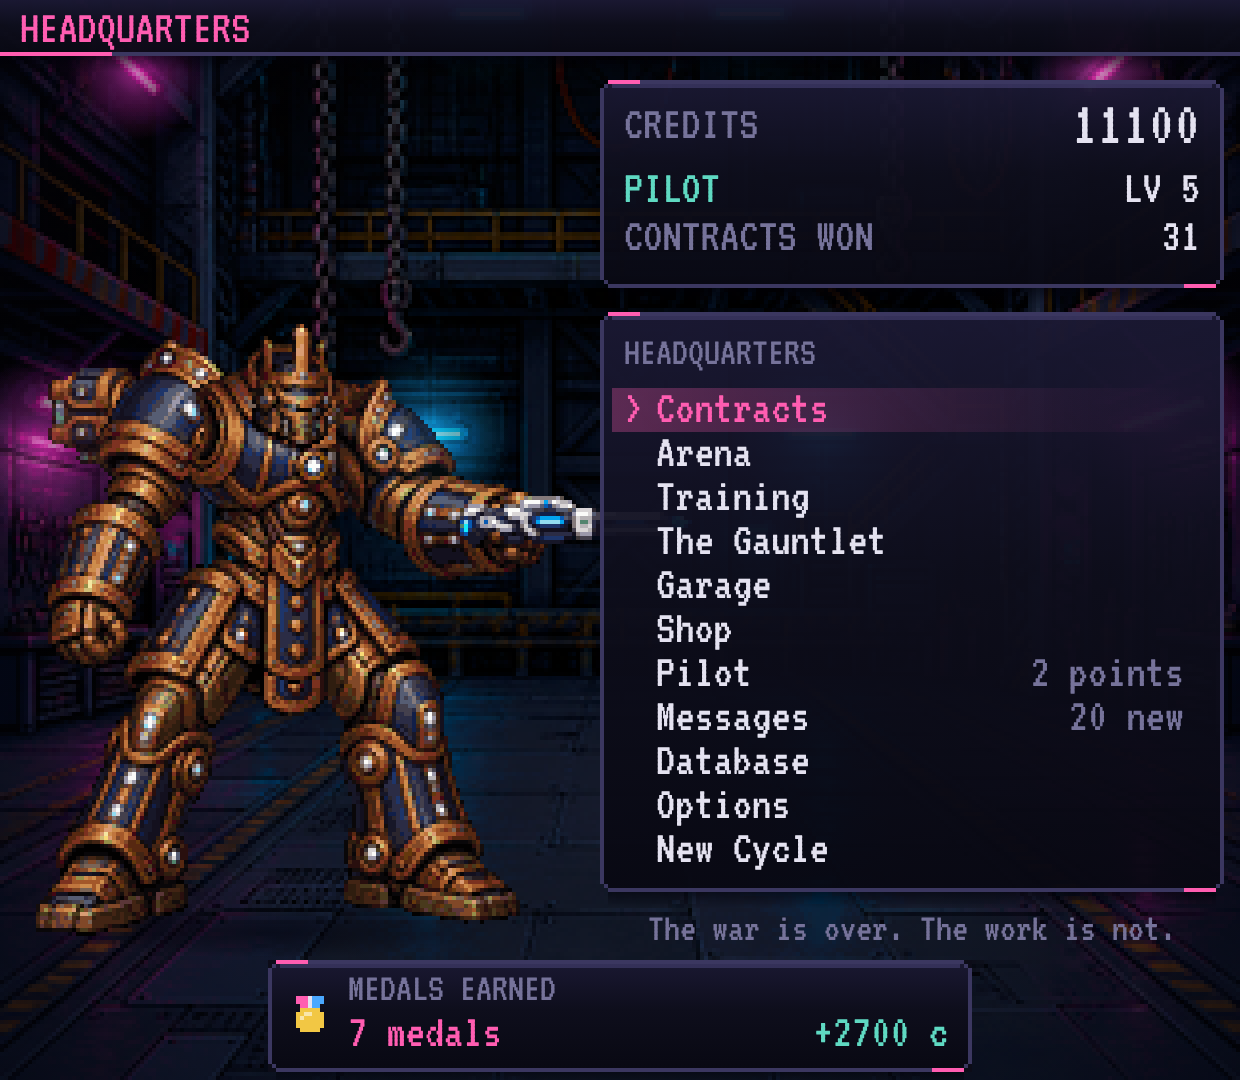 HEADQUARTERS
CREDITS 11100
PILOT LV 5
CONTRACTS WON 31
HEADQUARTERS
> Contracts
Arena
Training
The Gauntlet
Garage
Shop
Pilot 2 points
Messages 20 new
Database
Options
New Cycle
The war is over. The work is not.
MEDALS EARNED
7 medals +2700 c